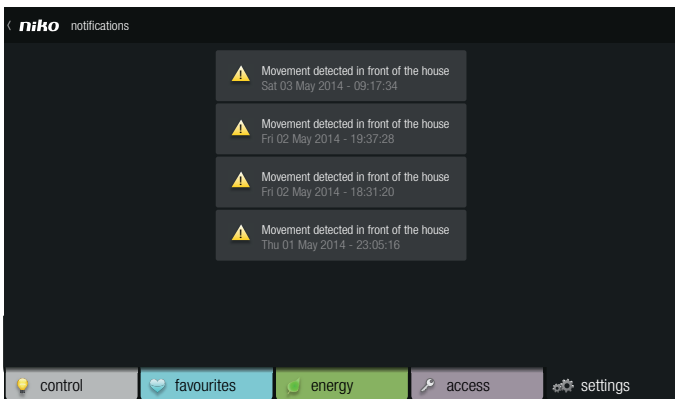 niko notifications
Movement detected in front of the house
Sat 03 May 2014 - 09:17:34
Movement detected in front of the house
Fri 02 May 2014 - 19:37:28
Movement detected in front of the house
Fri 02 May 2014 - 18:31:20
Movement detected in front of the house
Thu 01 May 2014 - 23:05:16
control favourites energy access settings